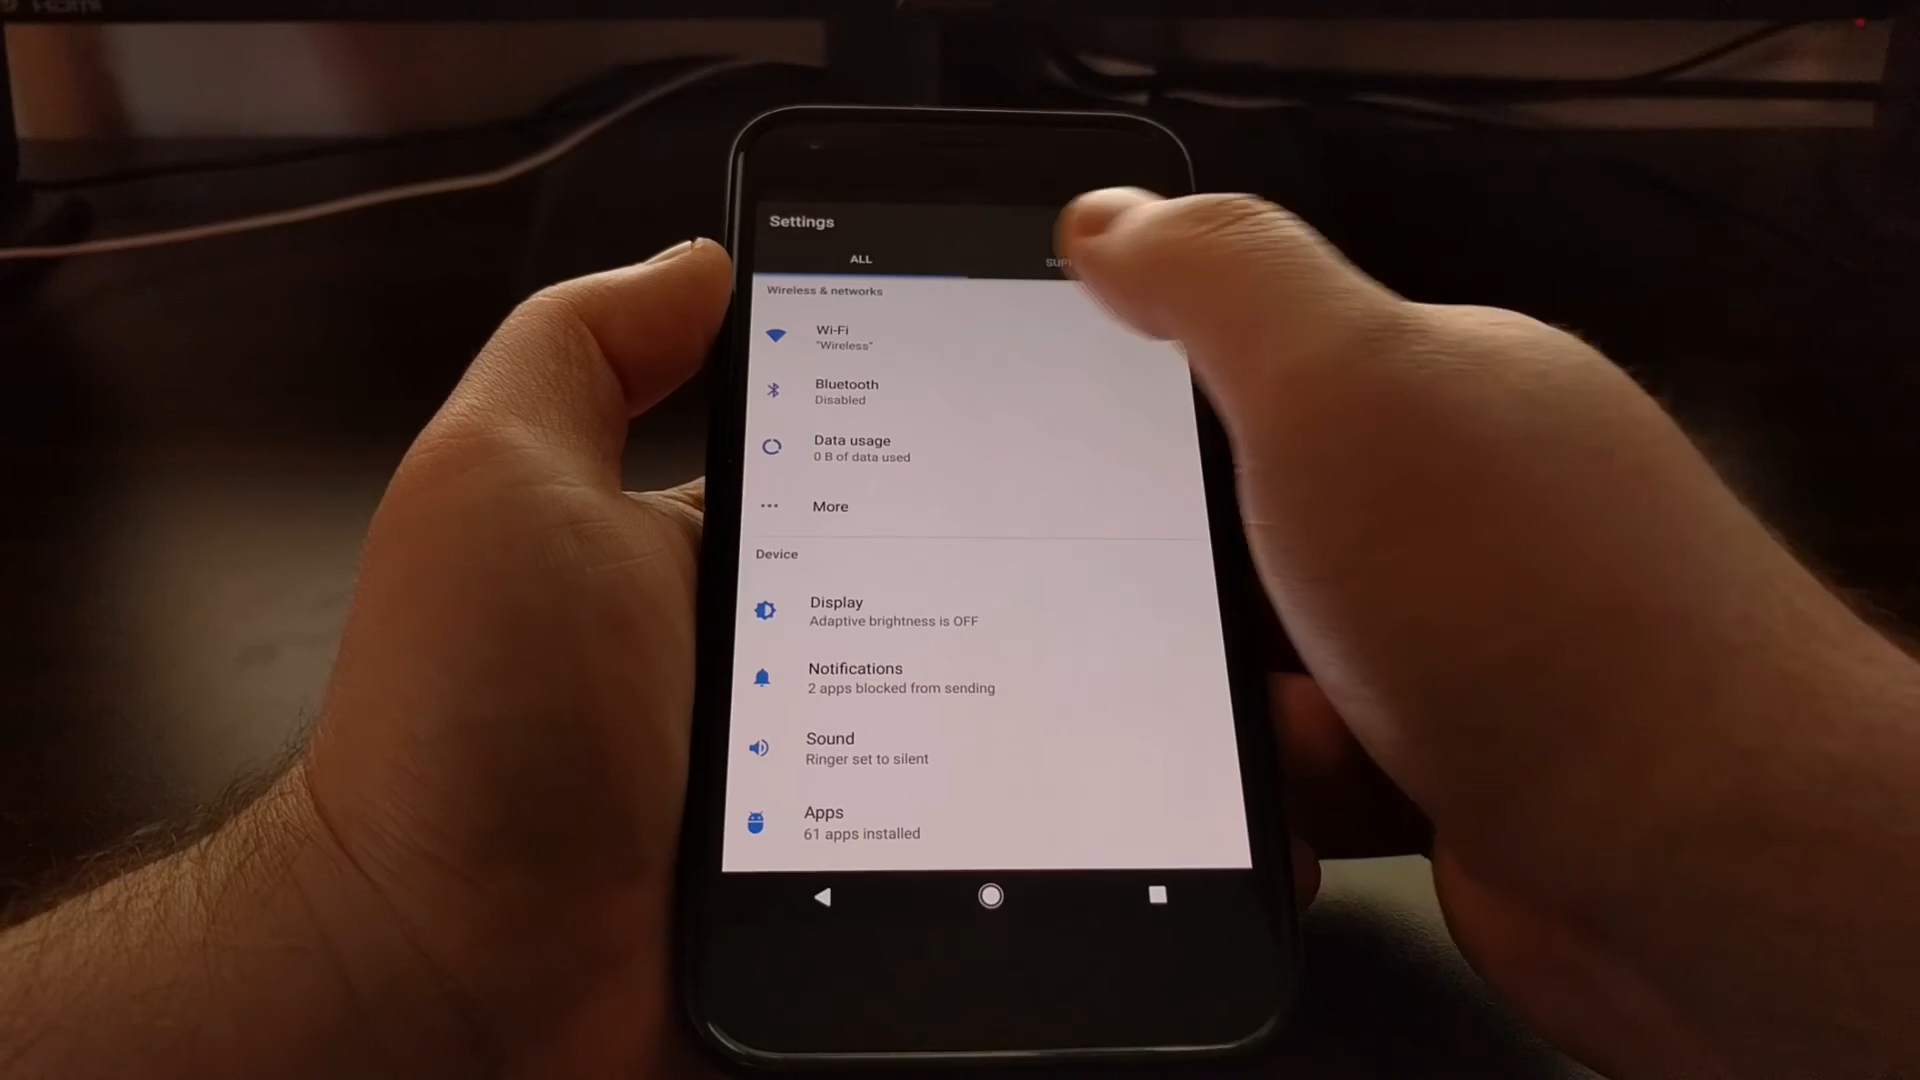 HDMI
Settings
ALL
Wireless & networks
Wi-Fi
"Wireless"
Bluetooth
Disabled
Data usage
0 B of data used
More
Device
Display
Adaptive brightness is OFF
Notifications
2 apps blocked from sending
Sound
Ringer set to silent
Apps
61 apps installed